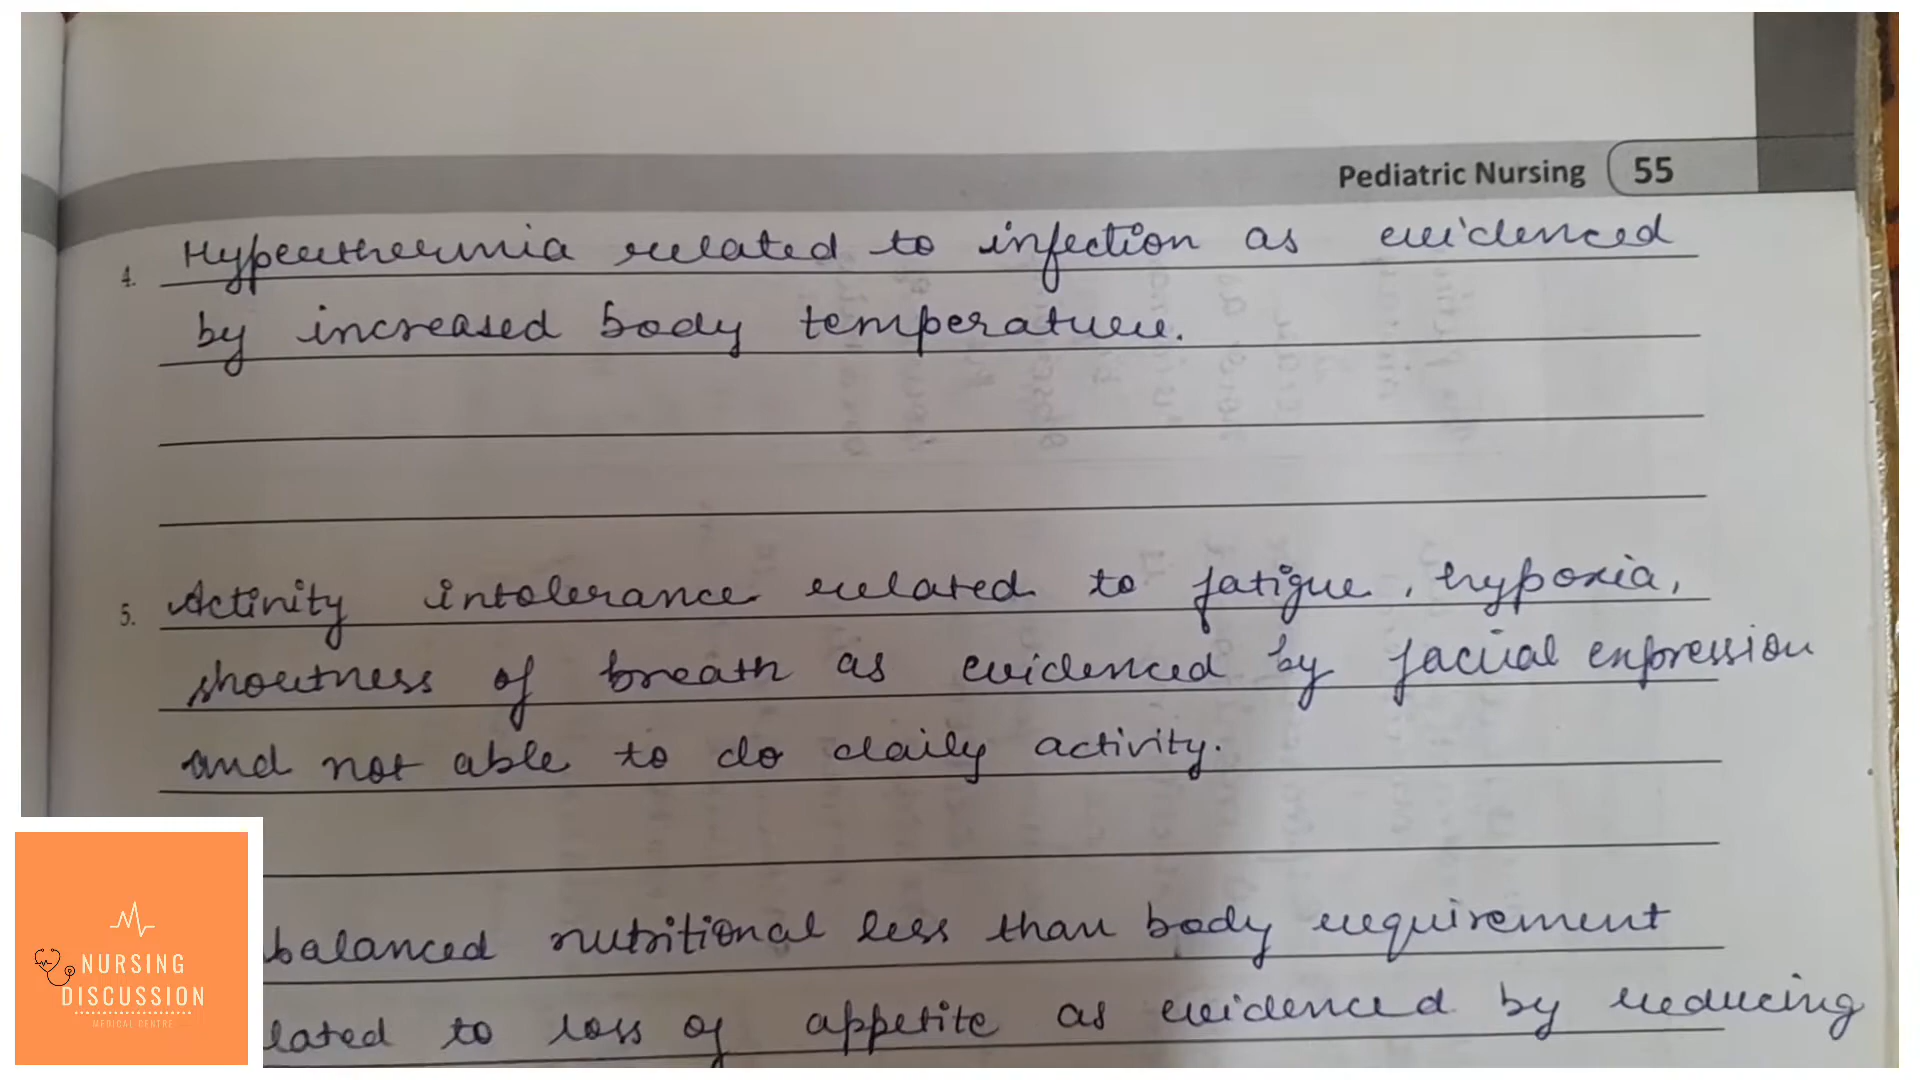 Pediatric Nursing 55
4. Hyperthermia related to infection as evidenced
by increased body temperature.
5. Activity intolerance related to fatigue, hypoxia,
shortness of breath as evidenced by facial expression
and not able to do daily activity.
balanced nutritional less than body requirement
lated to loss of appetite as evidenced by reducing
NURSING
DISCUSSION
MEDICAL CENTRE